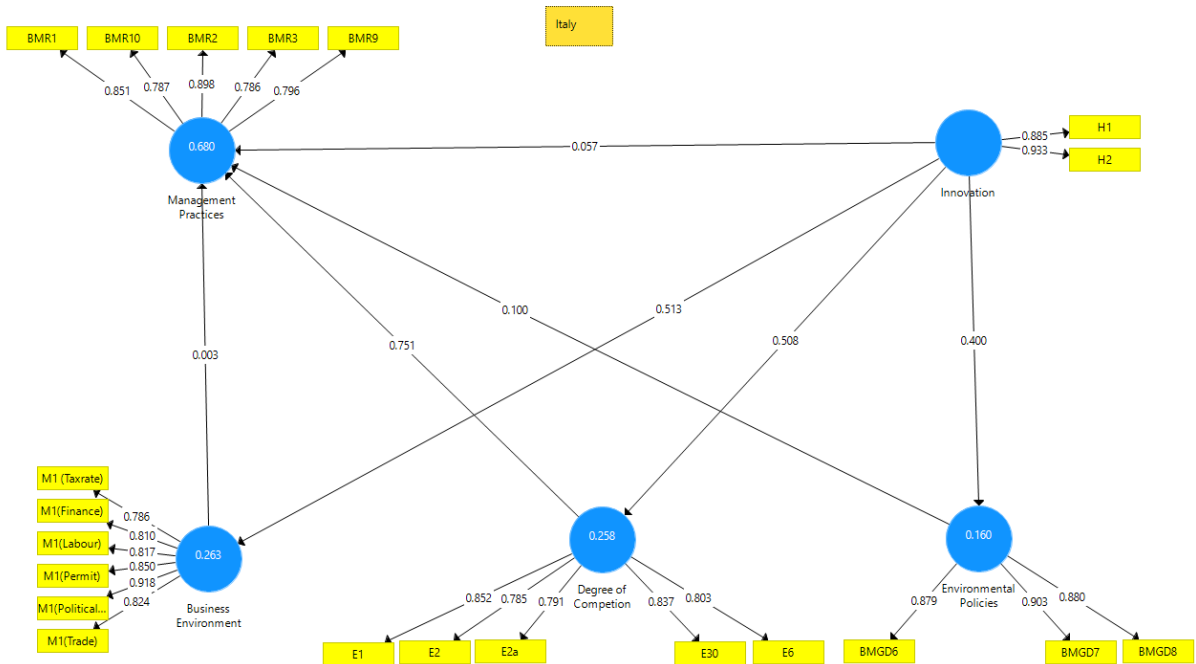 Italy
BMR1
BMR10
BMR2
BMR3
BMR9
0.851
0.787
0.898
0.786
0.796
0.680
Management
Practices
0.057
0.885
0.933
H1
H2
Innovation
0.100
0.513
0.751
0.508
0.400
0.003
M1 (Taxrate)
M1(Finance)
M1(Labour)
M1(Permit)
M1(Political...
M1(Trade)
0.786
0.810
0.817
0.850
0.918
0.824
0.263
Business
Environment
0.258
Degree of
Competion
0.852
0.785
0.791
0.837
0.803
E1
E2
E2a
E30
E6
0.160
Environmental
Policies
0.879
0.903
0.880
BMGD6
BMGD7
BMGD8